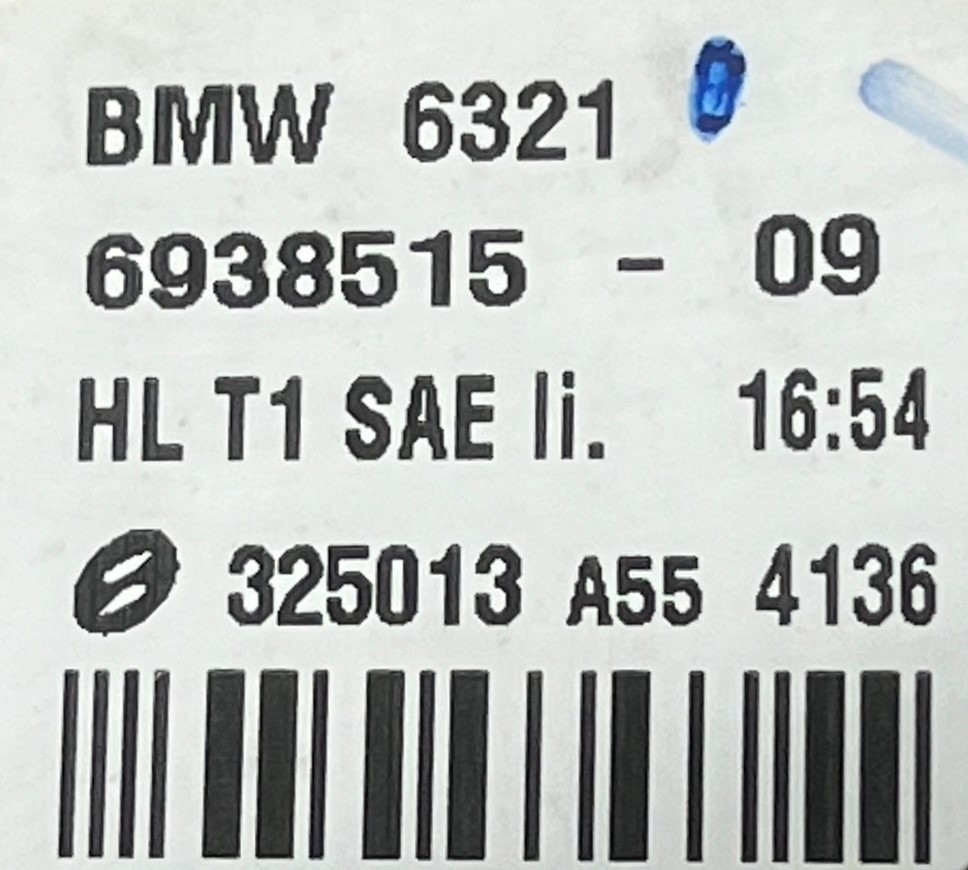 BMW 6321
6938515 - 09
HL T1 SAE li. 16:54
325013 A55 4136